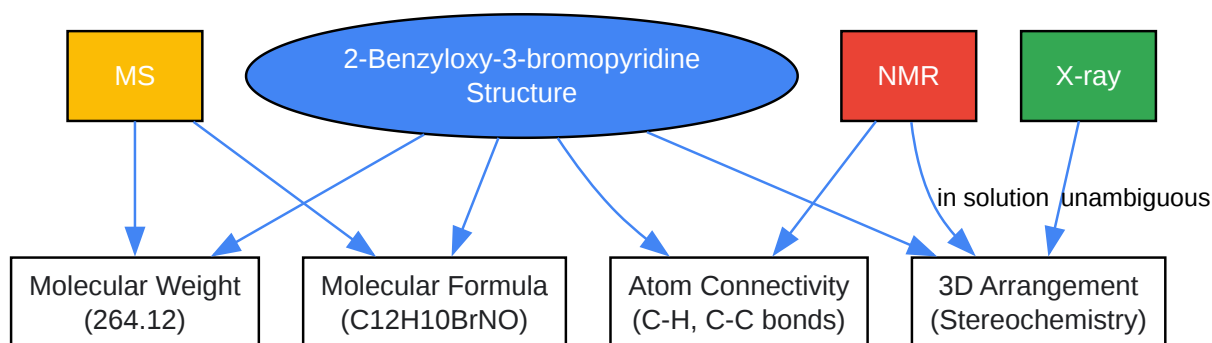 MS
2-Benzyloxy-3-bromopyridine
Structure
NMR
X-ray
in solution
unambiguous
Molecular Weight
(264.12)
Molecular Formula
(C12H10BrNO)
Atom Connectivity
(C-H, C-C bonds)
3D Arrangement
(Stereochemistry)